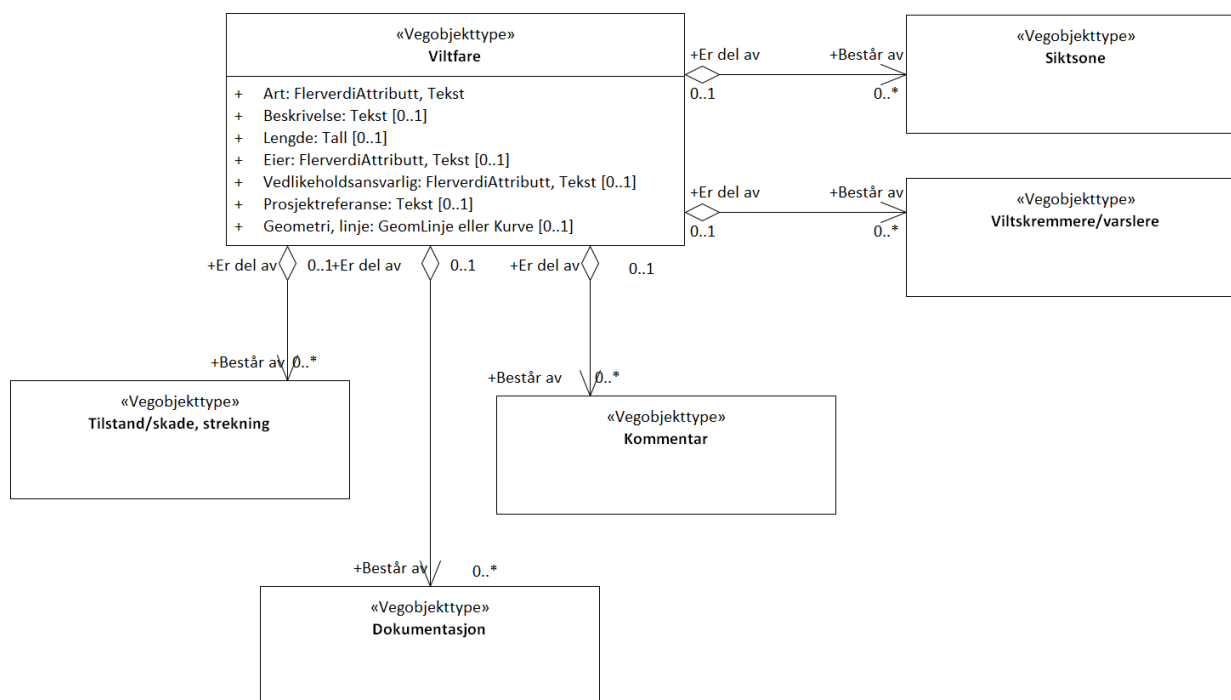 «Vegobjekttype»
Viltfare
+ Art: FlerverdiAttributt, Tekst
+ Beskrivelse: Tekst [0..1]
+ Lengde: Tall [0..1]
+ Eier: FlerverdiAttributt, Tekst [0..1]
+ Vedlikeholdsansvarlig: FlerverdiAttributt, Tekst [0..1]
+ Prosjektreferanse: Tekst [0..1]
+ Geometri, linje: GeomLinje eller Kurve [0..1]
+Er del av
0..1
+Består av
0..*
«Vegobjekttype»
Siktsone
+Er del av
0..1
+Består av
0..*
«Vegobjekttype»
Viltskremmere/varslere
+Er del av
0..1
+Er del av
0..1
+Er del av
0..1
+Består av
0..*
«Vegobjekttype»
Tilstand/skade, strekning
+Består av
0..*
«Vegobjekttype»
Kommentar
+Består av
0..*
«Vegobjekttype»
Dokumentasjon